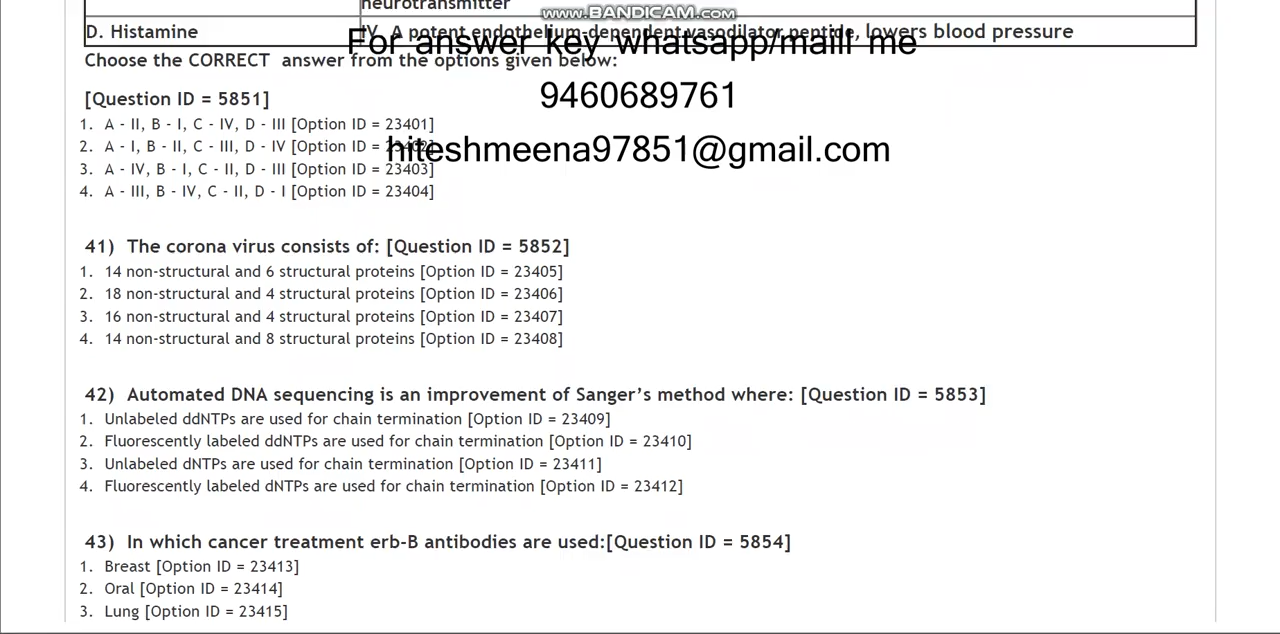 neurotransmitter
www.BANDICAM.com
D. Histamine IV. A potent endothelium-dependent vasodilator peptide, lowers blood pressure
For answer key whatsapp/maill me
Choose the CORRECT answer from the options given below:
[Question ID = 5851]
9460689761
1. A - II, B - I, C - IV, D - III [Option ID = 23401]
2. A - I, B - II, C - III, D - IV [Option ID =
hiteshmeena97851@gmail.com
3. A - IV, B - I, C - II, D - III [Option ID = 23403]
4. A - III, B - IV, C - II, D - I [Option ID = 23404]
41) The corona virus consists of: [Question ID = 5852]
1. 14 non-structural and 6 structural proteins [Option ID = 23405]
2. 18 non-structural and 4 structural proteins [Option ID = 23406]
3. 16 non-structural and 4 structural proteins [Option ID = 23407]
4. 14 non-structural and 8 structural proteins [Option ID = 23408]
42) Automated DNA sequencing is an improvement of Sanger's method where: [Question ID = 5853]
1. Unlabeled ddNTPs are used for chain termination [Option ID = 23409]
2. Fluorescently labeled ddNTPs are used for chain termination [Option ID = 23410]
3. Unlabeled dNTPs are used for chain termination [Option ID = 23411]
4. Fluorescently labeled dNTPs are used for chain termination [Option ID = 23412]
43) In which cancer treatment erb-B antibodies are used:[Question ID = 5854]
1. Breast [Option ID = 23413]
2. Oral [Option ID = 23414]
3. Lung [Option ID = 23415]